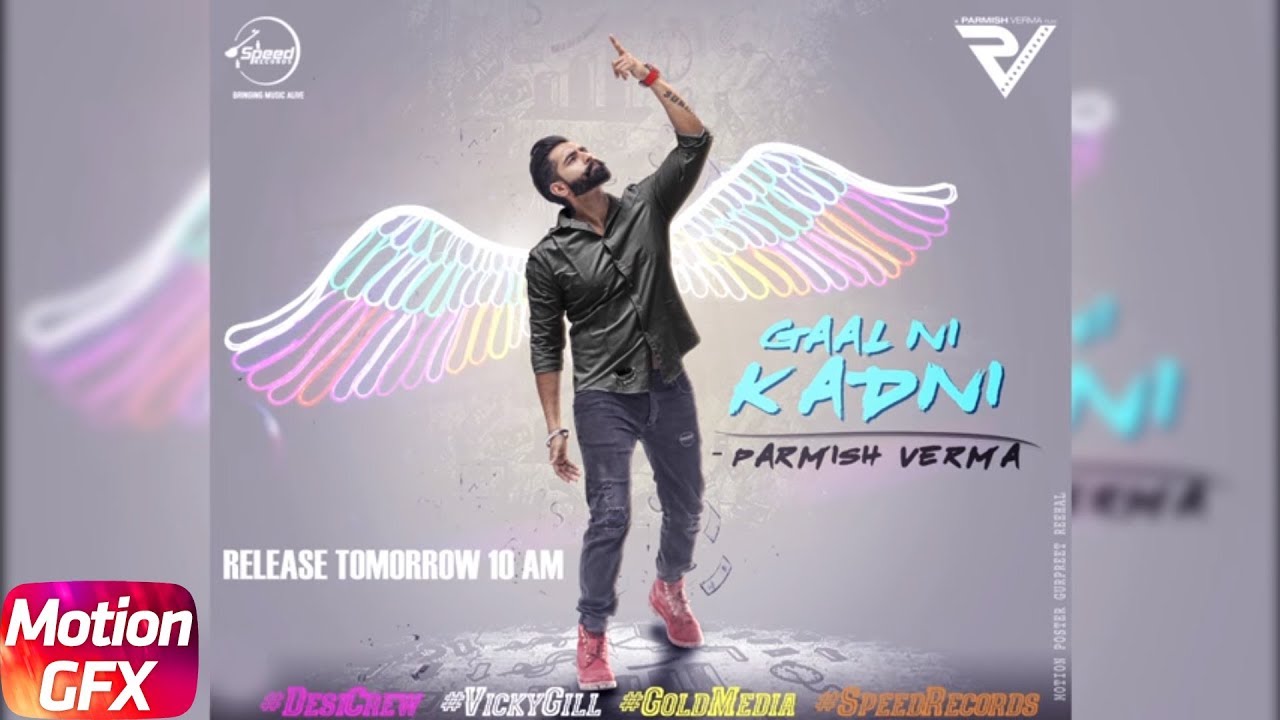 Speed
RECORDS
BRINGING MUSIC ALIVE
PARMISH VERMA
GAAL NI
KADNI
- PARMISH VERMA
RELEASE TOMORROW 10 AM
MOTION POSTER GURPREET REEHAL
Motion
GFX
#DESICREW #VICKYGILL #GOLDMEDIA #SPEEDRECORDS